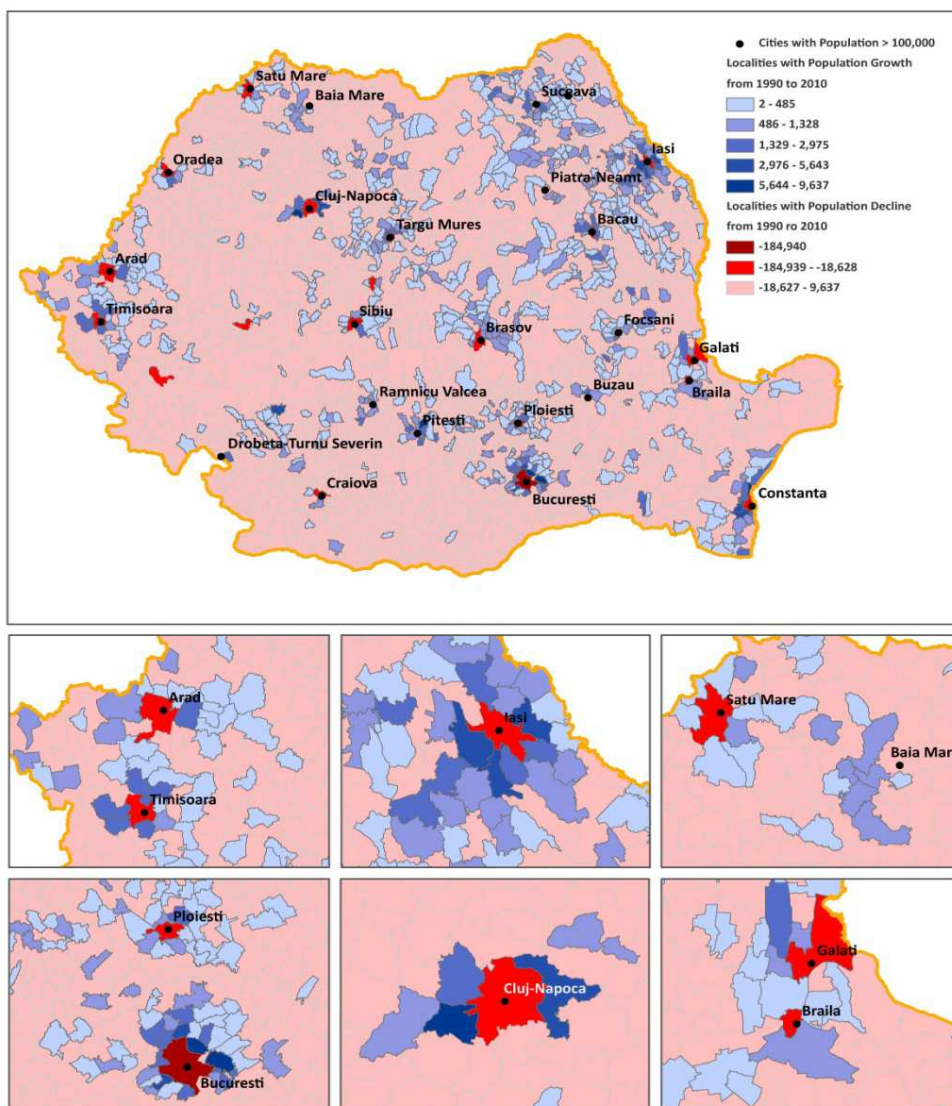 Cities with Population > 100,000
Localities with Population Growth
from 1990 to 2010
2 - 485
486 - 1,328
1,329 - 2,975
2,976 - 5,643
5,644 - 9,637
Localities with Population Decline
from 1990 ro 2010
-184,940
-184,939 - -18,628
-18,627 - 9,637
Satu Mare
Baia Mare
Suceava
Iasi
Oradea
Piatra-Neamt
Cluj-Napoca
Targu Mures
Bacau
Arad
Timisoara
Sibiu
Brasov
Focsani
Galati
Braila
Ramnicu Valcea
Buzau
Pitesti
Ploiesti
Drobeta-Turnu Severin
Craiova
Bucuresti
Constanta
Arad
Timisoara
Iasi
Satu Mare
Baia Mar
Ploiesti
Bucuresti
Cluj-Napoca
Galati
Braila